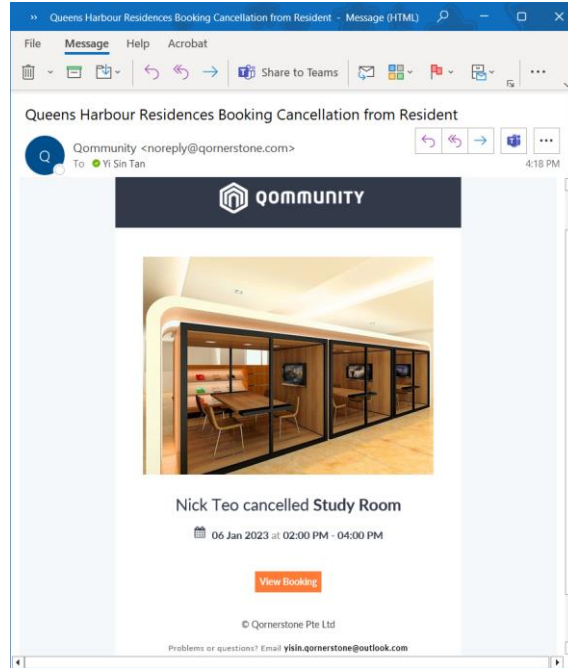 Queens Harbour Residences Booking Cancellation from Resident - Message (HTML)
File Message Help Acrobat
Share to Teams
Queens Harbour Residences Booking Cancellation from Resident
Q
Qommunity <noreply@qornerstone.com>
To Yi Sin Tan
4:18 PM
QOMMUNITY
Nick Teo cancelled Study Room
06 Jan 2023 at 02:00 PM - 04:00 PM
View Booking
© Qornerstone Pte Ltd
Problems or questions? Email yisin.qornerstone@outlook.com